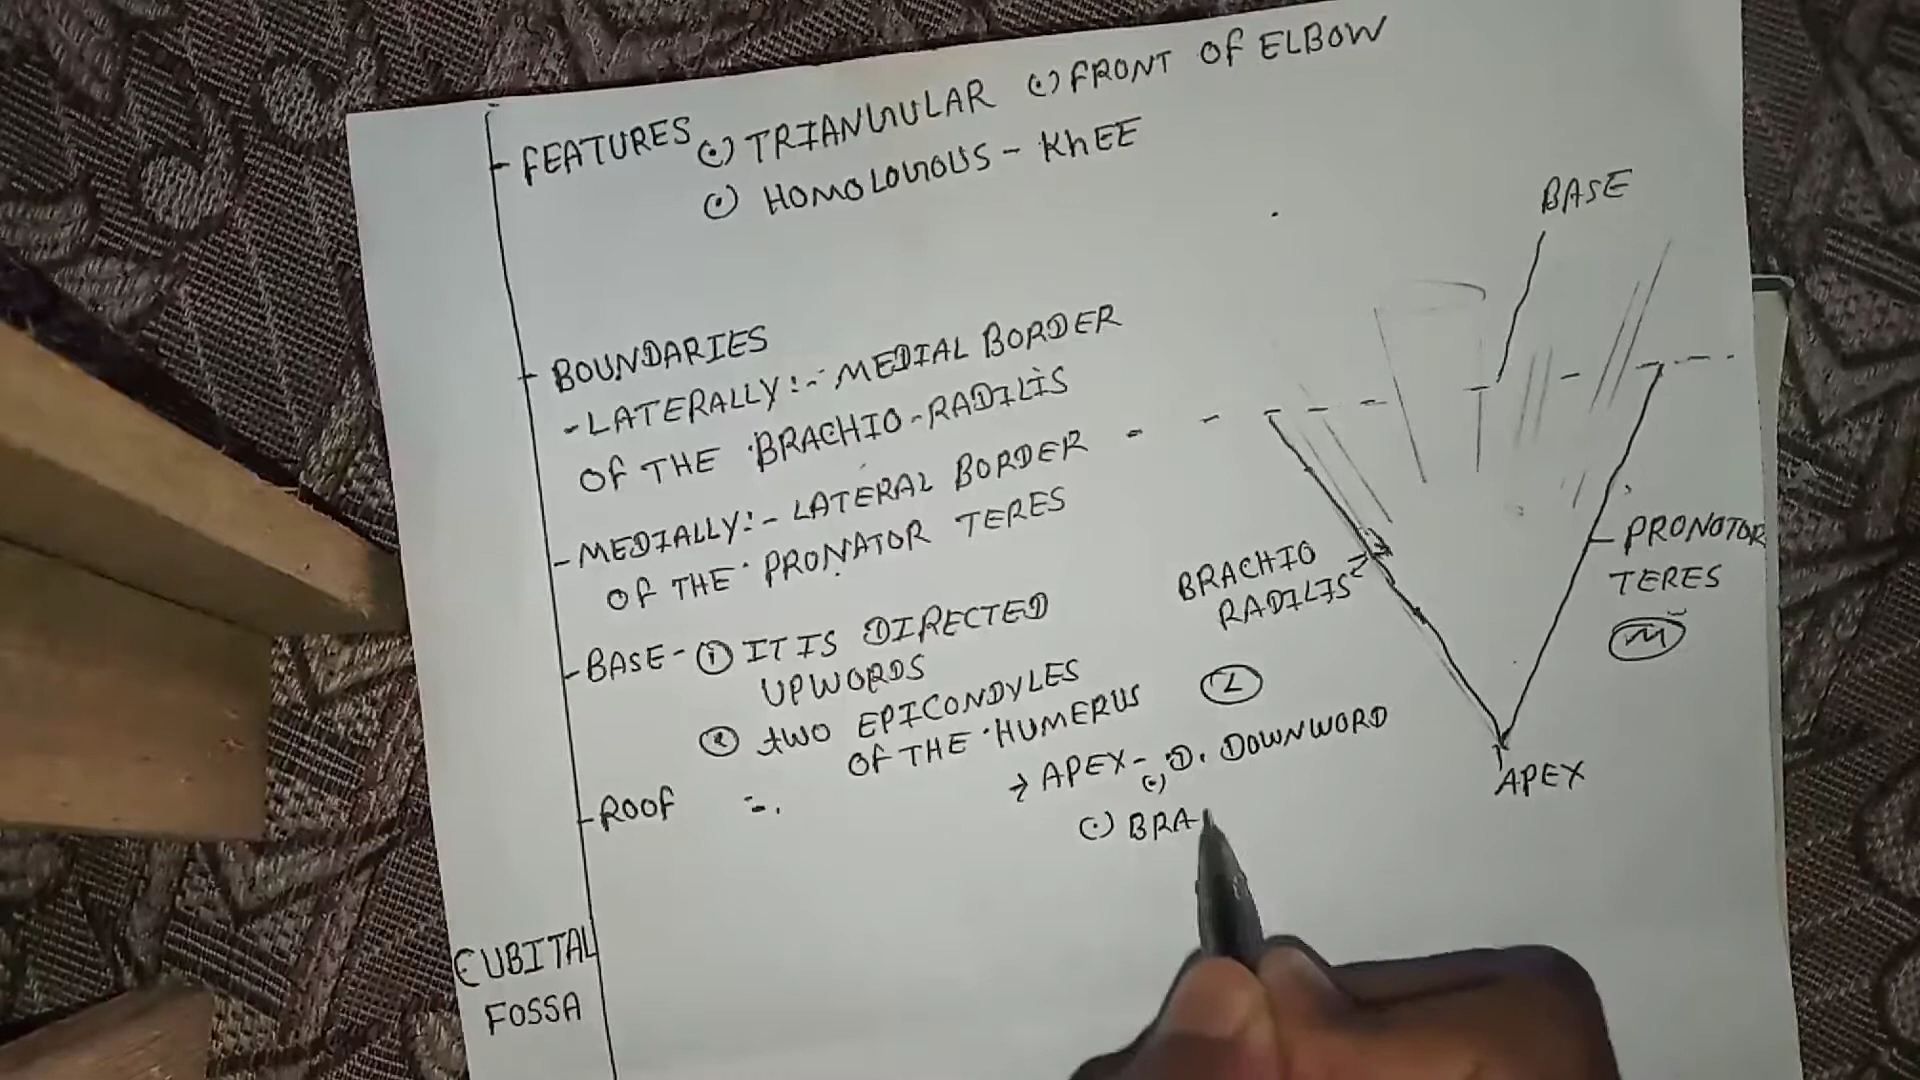 FEATURES (.) TRIANGULAR (.) FRONT OF ELBOW
(.) HOMOLOGOUS - KhEE
BOUNDARIES
- LATERALLY :- MEDIAL BORDER
OF THE BRACHIO-RADILIS
- MEDIALLY :- LATERAL BORDER
OF THE PRONATOR TERES
BASE - ① IT IS DIRECTED
UPWORDS
② tWO EPICONDYLES
OF THE HUMERUS
ROOF :-.
→ APEX - (.) D. DOWNWORD
(.) BRA
CUBITAL
FOSSA
BASE
BRACHIO
RADILIS
L
PRONOTOR
TERES
M
APEX